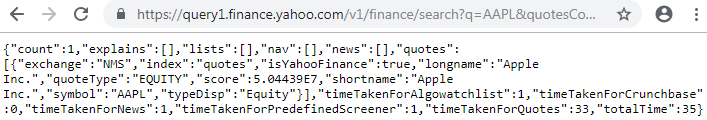 https://query1.finance.yahoo.com/v1/finance/search?q=AAPL&quotesCo...
{"count":1,"explains":[],"lists":[],"nav":[],"news":[],"quotes":
[{"exchange":"NMS","index":"quotes","isYahooFinance":true,"longname":"Apple
Inc.","quoteType":"EQUITY","score":5.04439E7,"shortname":"Apple
Inc.","symbol":"AAPL","typeDisp":"Equity"}],"timeTakenForAlgowatchlist":1,"timeTakenForCrunchbase"
:0,"timeTakenForNews":1,"timeTakenForPredefinedScreener":1,"timeTakenForQuotes":33,"totalTime":35}